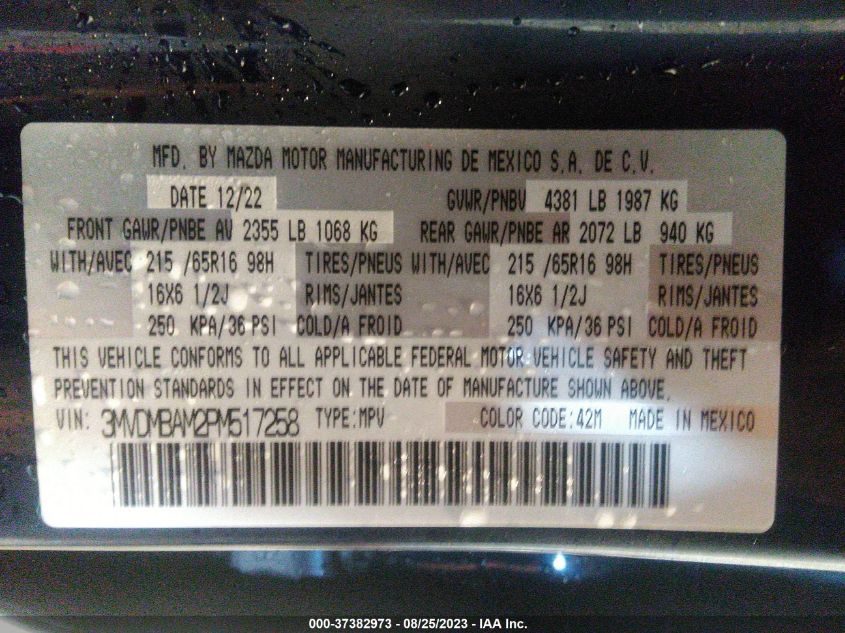 MFD. BY MAZDA MOTOR MANUFACTURING DE MEXICO S.A. DE C.V.
DATE 12/22 GVWR/PNBV 4381 LB 1987 KG
FRONT GAWR/PNBE AV 2355 LB 1068 KG REAR GAWR/PNBE AR 2072 LB 940 KG
WITH/AVEC 215 /65R16 98H TIRES/PNEUS WITH/AVEC 215 /65R16 98H TIRES/PNEUS
16X6 1/2J RIMS/JANTES 16X6 1/2J RIMS/JANTES
250 KPA/36 PSI COLD/A FROID 250 KPA/36 PSI COLD/A FROID
THIS VEHICLE CONFORMS TO ALL APPLICABLE FEDERAL MOTOR VEHICLE SAFETY AND THEFT
PREVENTION STANDARDS IN EFFECT ON THE DATE OF MANUFACTURE SHOWN ABOVE.
VIN: 3MVDMBAM2PM517258 TYPE:MPV COLOR CODE:42M MADE IN MEXICO
000-37382973 - 08/25/2023 - IAA Inc.